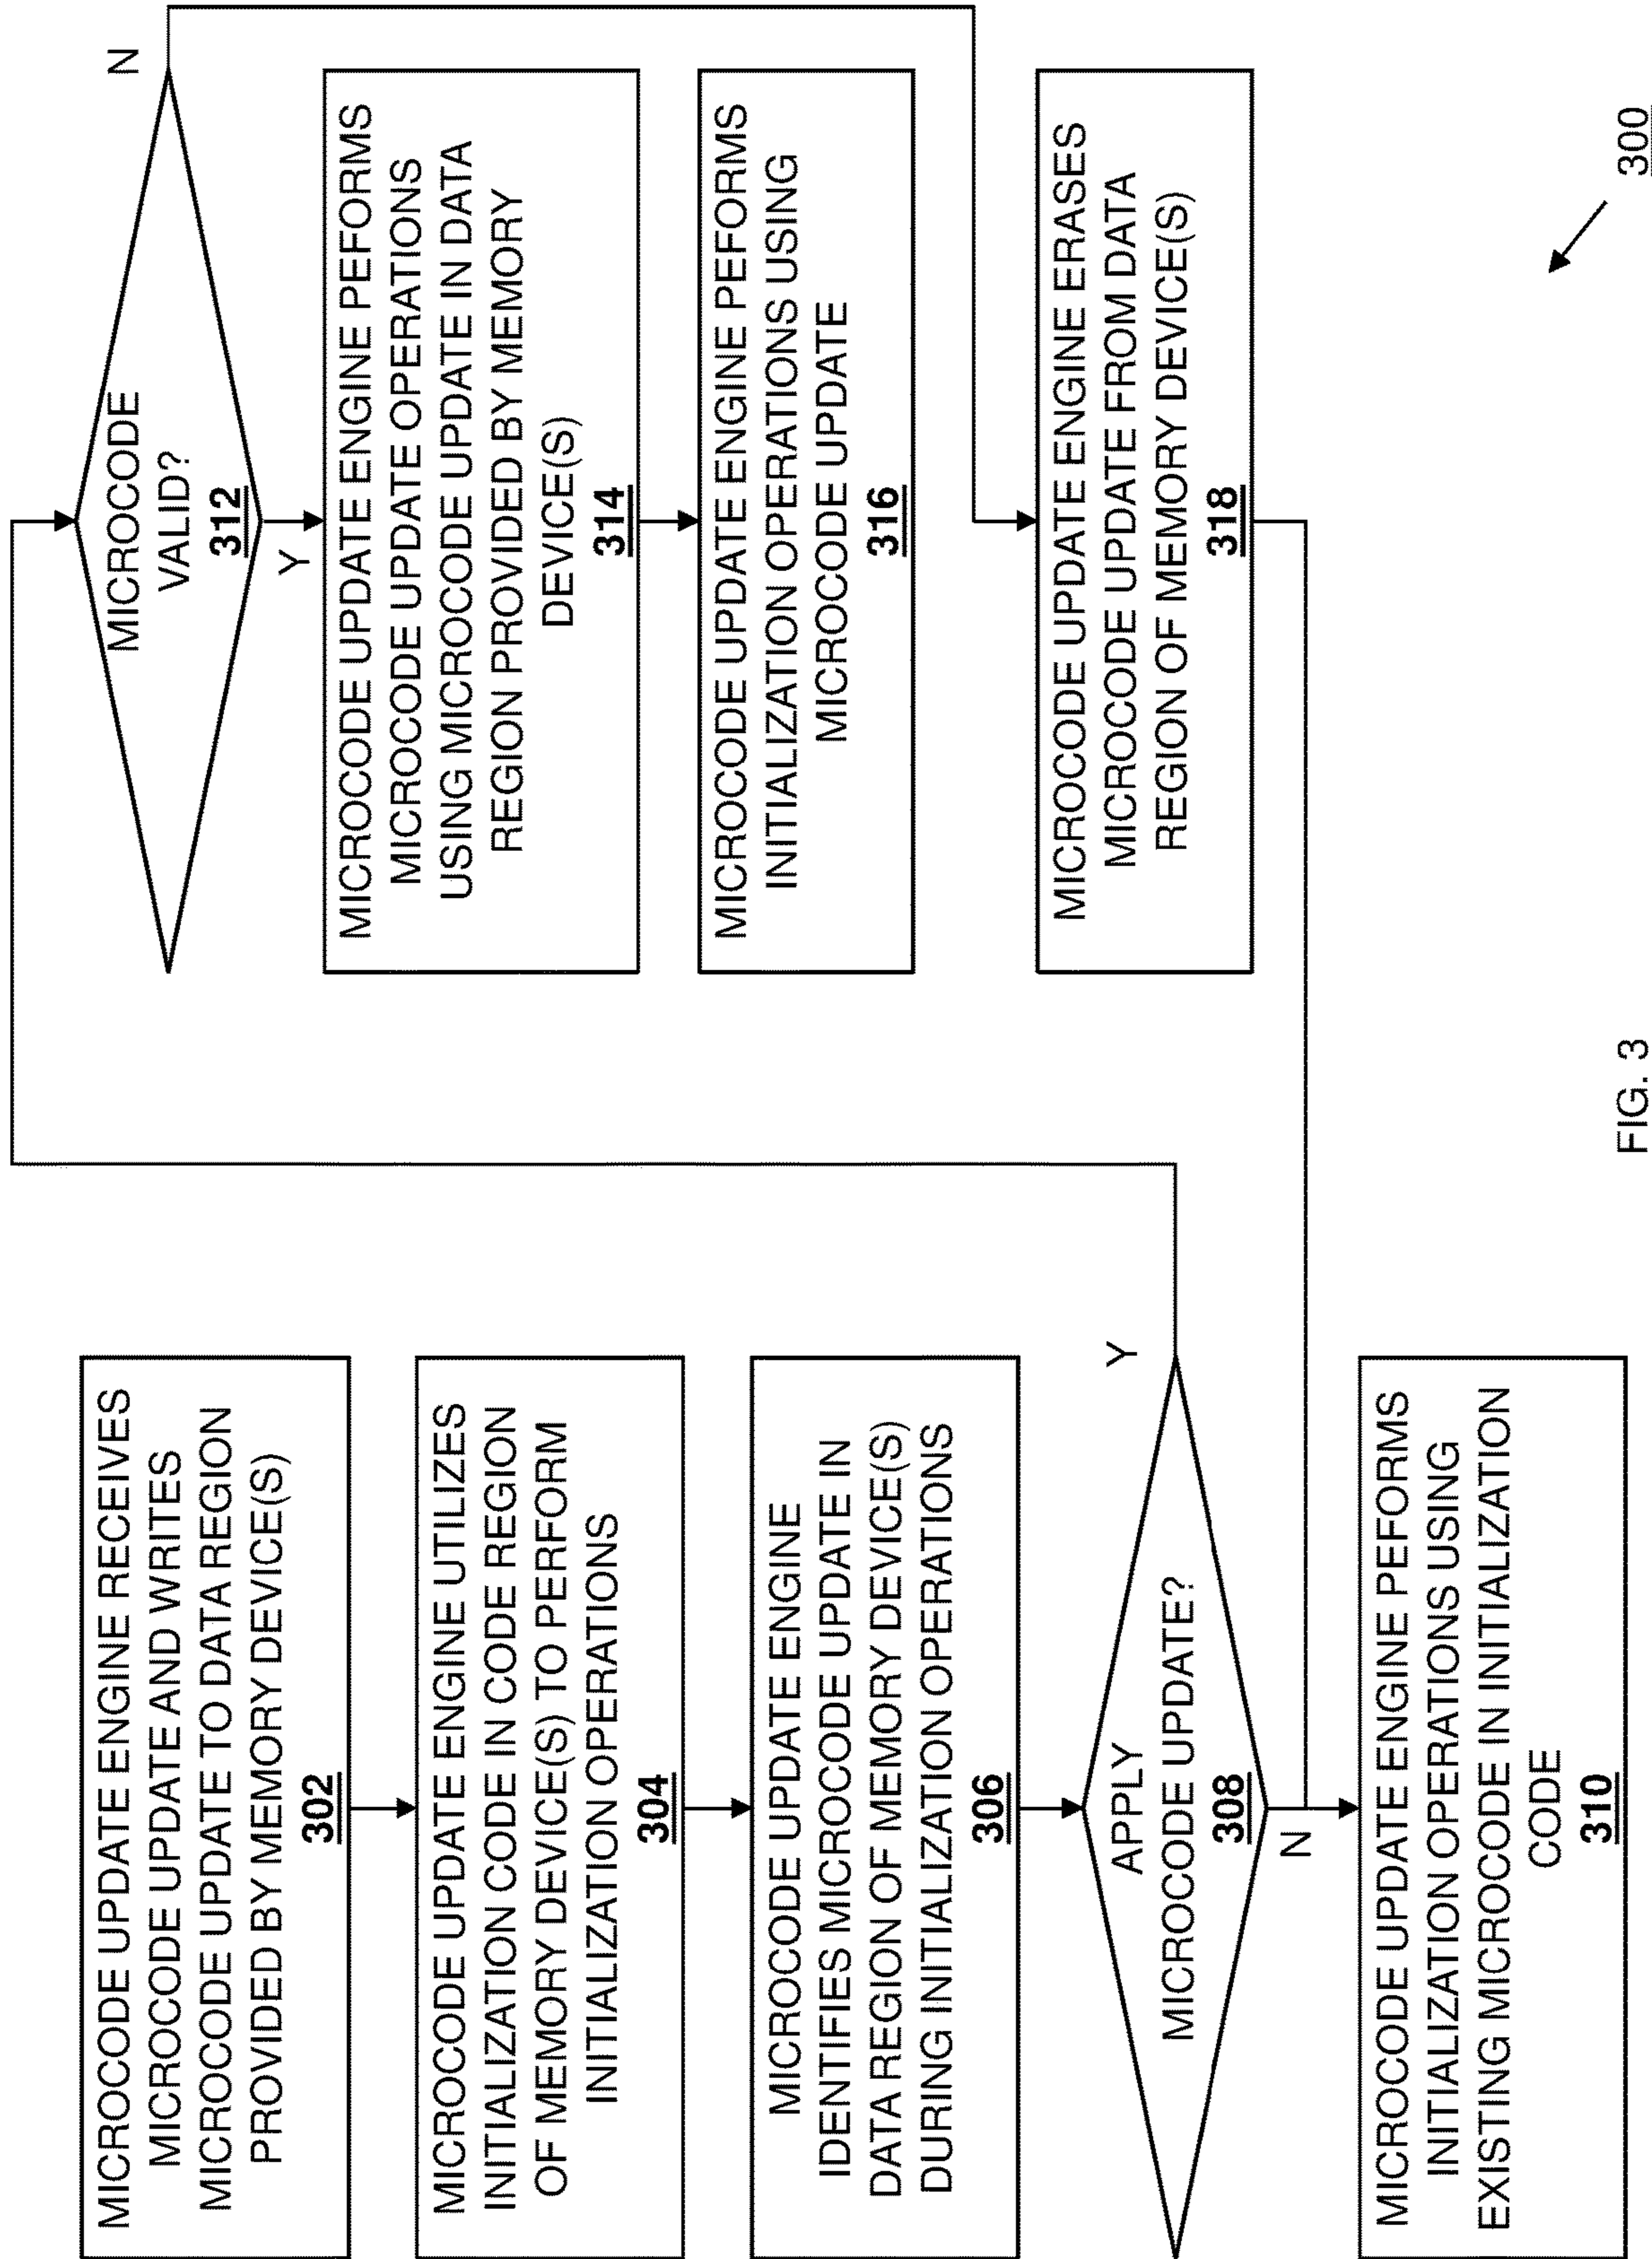 MICROCODE UPDATE ENGINE RECEIVES
MICROCODE UPDATE AND WRITES
MICROCODE UPDATE TO DATA REGION
PROVIDED BY MEMORY DEVICE(S)
302
MICROCODE UPDATE ENGINE UTILIZES
INITIALIZATION CODE IN CODE REGION
OF MEMORY DEVICE(S) TO PERFORM
INITIALIZATION OPERATIONS
304
MICROCODE UPDATE ENGINE
IDENTIFIES MICROCODE UPDATE IN
DATA REGION OF MEMORY DEVICE(S)
DURING INITIALIZATION OPERATIONS
306
APPLY
MICROCODE UPDATE?
308
Y
N
MICROCODE UPDATE ENGINE PEFORMS
INITIALIZATION OPERATIONS USING
EXISTING MICROCODE IN INITIALIZATION
CODE
310
MICROCODE
VALID?
312
N
Y
MICROCODE UPDATE ENGINE PEFORMS
MICROCODE UPDATE OPERATIONS
USING MICROCODE UPDATE IN DATA
REGION PROVIDED BY MEMORY
DEVICE(S)
314
MICROCODE UPDATE ENGINE PEFORMS
INITIALIZATION OPERATIONS USING
MICROCODE UPDATE
316
MICROCODE UPDATE ENGINE ERASES
MICROCODE UPDATE FROM DATA
REGION OF MEMORY DEVICE(S)
318
300
FIG. 3